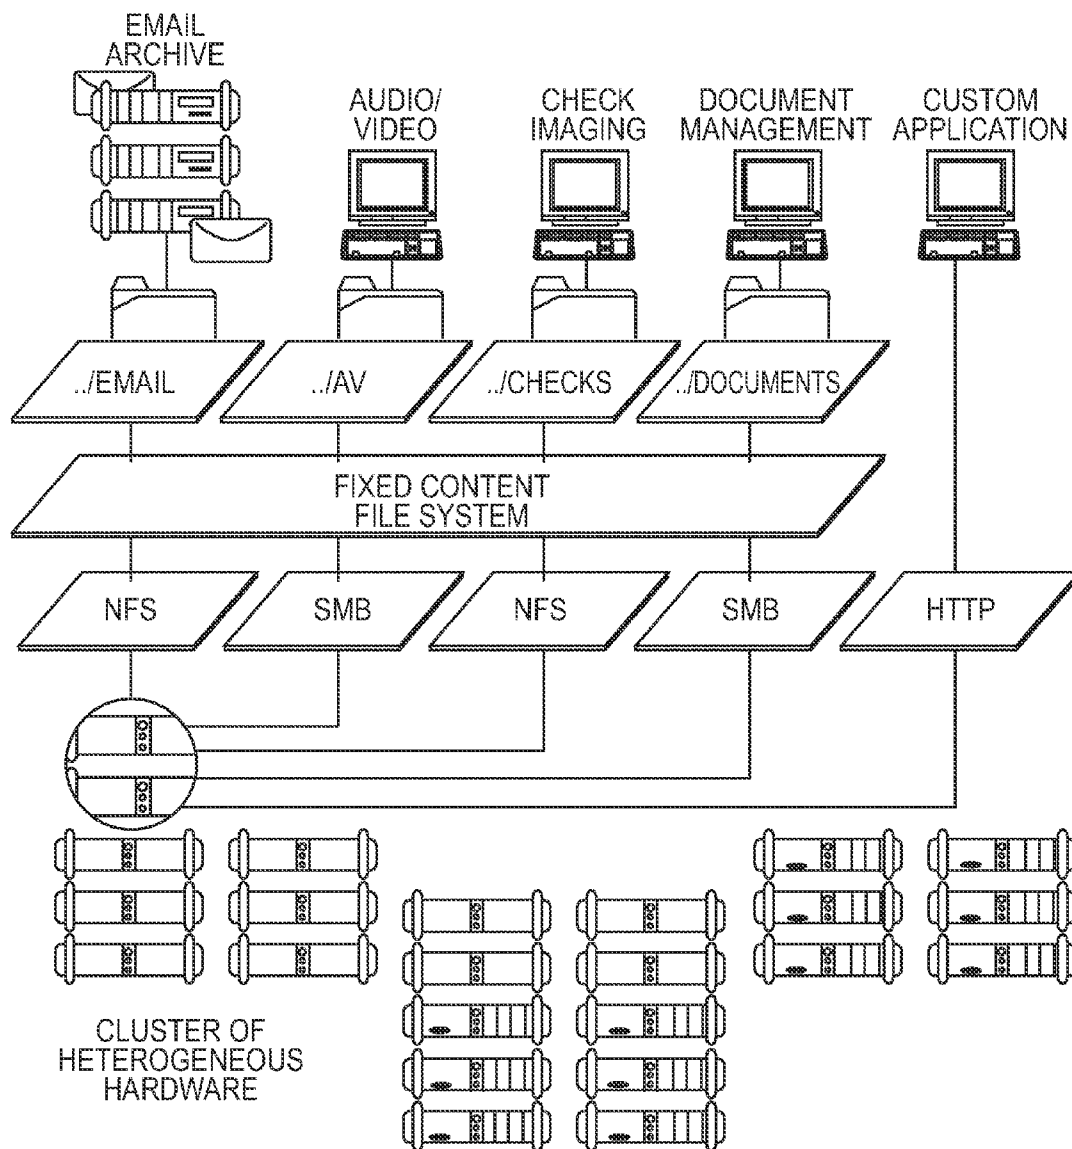 EMAIL
ARCHIVE
AUDIO/
VIDEO
CHECK
IMAGING
DOCUMENT
MANAGEMENT
CUSTOM
APPLICATION
../EMAIL
../AV
../CHECKS
../DOCUMENTS
FIXED CONTENT
FILE SYSTEM
NFS
SMB
NFS
SMB
HTTP
CLUSTER OF
HETEROGENEOUS
HARDWARE